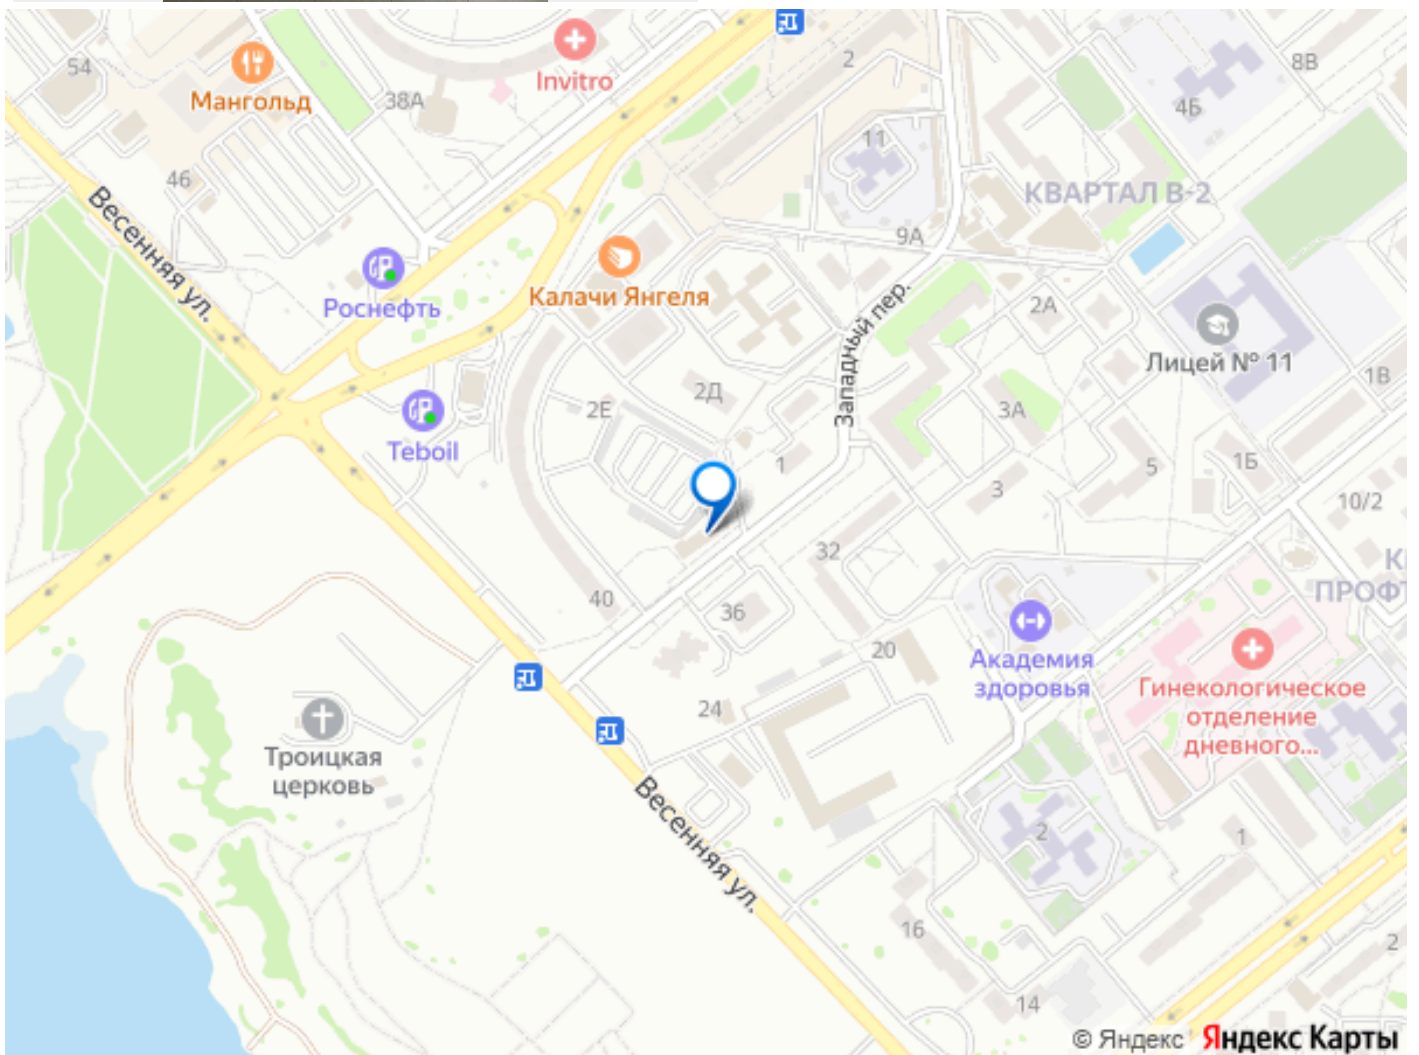 Invitro
2
8В
54
Мангольд
38А
4Б
11
КВАРТАЛ В-2
46
Весенняя ул.
9А
Роснефть
Калачи Янгеля
Западный пер.
2А
Лицей № 11
1В
2Д
2Е
3А
Teboil
1
5
1Б
3
10/2
32
К
ПРОФТ
40
36
20
Академия
здоровья
Гинекологическое
отделение
дневного...
24
Троицкая
церковь
Весенняя ул.
2
1
16
2
14
© Яндекс Яндекс Карты